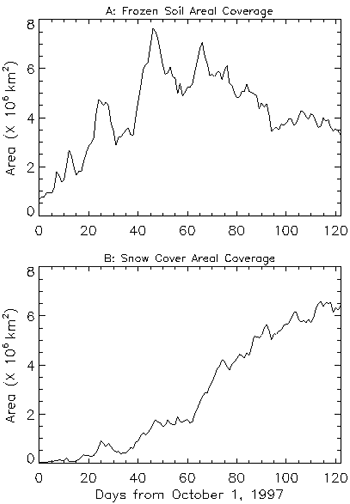 A: Frozen Soil Areal Coverage
8
6
4
2
0
Area (X 10⁶ km²)
0 20 40 60 80 100 120
B: Snow Cover Areal Coverage
8
6
4
2
0
Area (X 10⁶ km²)
0 20 40 60 80 100 120
Days from October 1, 1997